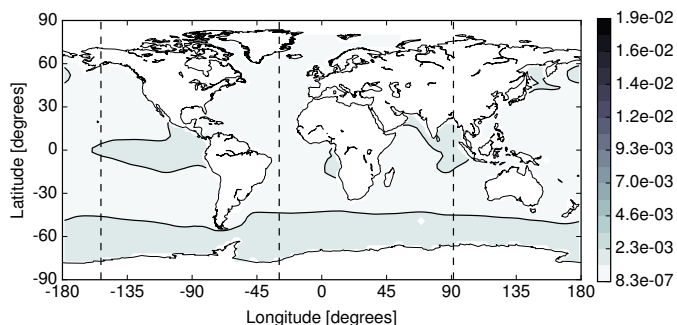 90
60
30
0
-30
-60
-90
Latitude [degrees]
-180 -135 -90 -45 0 45 90 135 180
Longitude [degrees]
1.9e-02
1.6e-02
1.4e-02
1.2e-02
9.3e-03
7.0e-03
4.6e-03
2.3e-03
8.3e-07